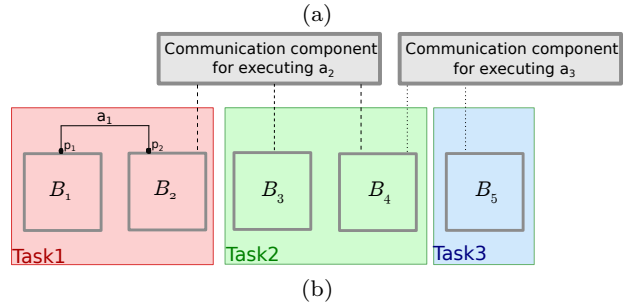 (a)
Communication component
for executing a₂
Communication component
for executing a₃
a₁
p₁
p₂
B₁
B₂
B₃
B₄
B₅
Task1
Task2
Task3
(b)